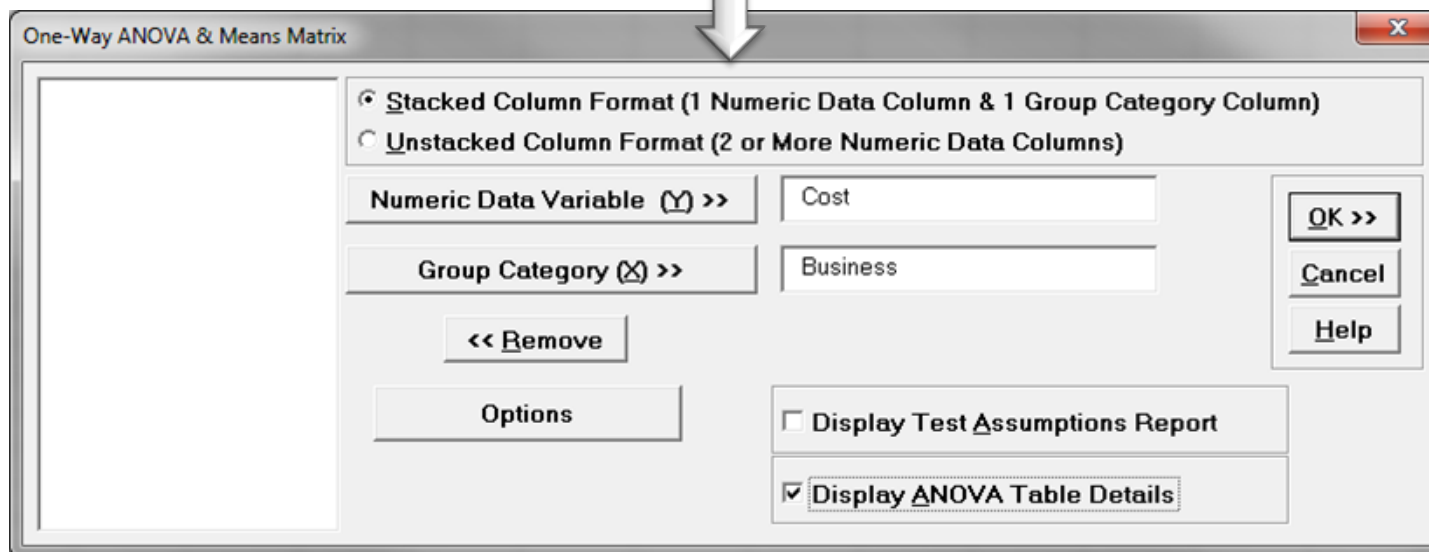 One-Way ANOVA & Means Matrix
X
Stacked Column Format (1 Numeric Data Column & 1 Group Category Column)
Unstacked Column Format (2 or More Numeric Data Columns)
Numeric Data Variable (Y) >>
Cost
OK >>
Group Category (X) >>
Business
Cancel
<< Remove
Help
Options
Display Test Assumptions Report
Display ANOVA Table Details